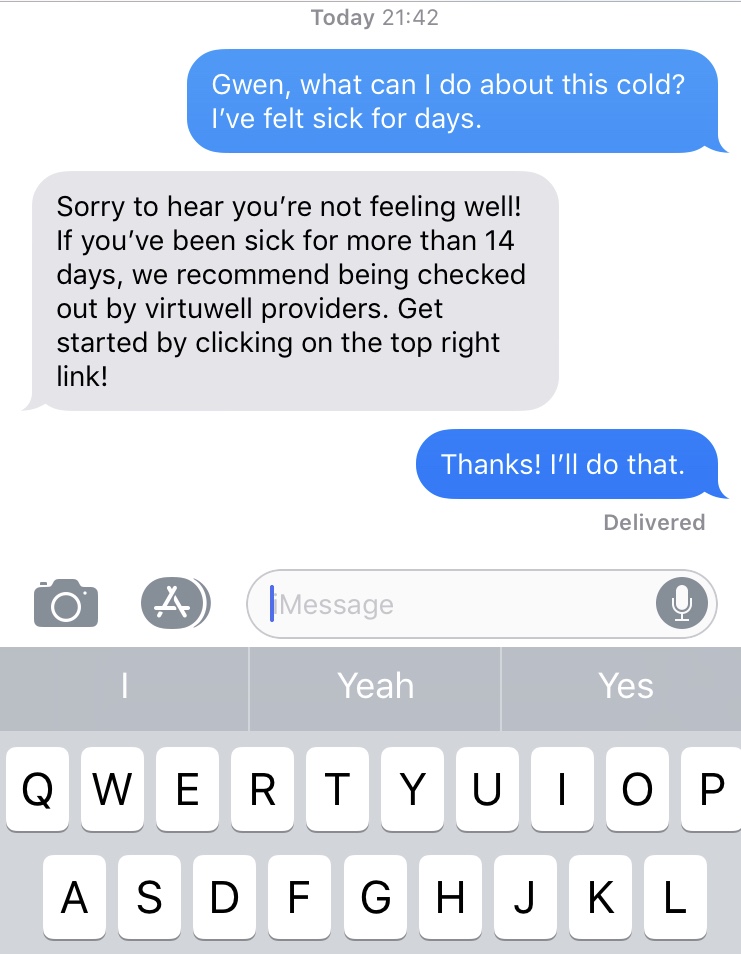 Today 21:42
Gwen, what can I do about this cold?
I’ve felt sick for days.
Sorry to hear you’re not feeling well!
If you’ve been sick for more than 14
days, we recommend being checked
out by virtuwell providers. Get
started by clicking on the top right
link!
Thanks! I’ll do that.
Delivered
iMessage
I Yeah Yes
Q W E R T Y U I O P
A S D F G H J K L